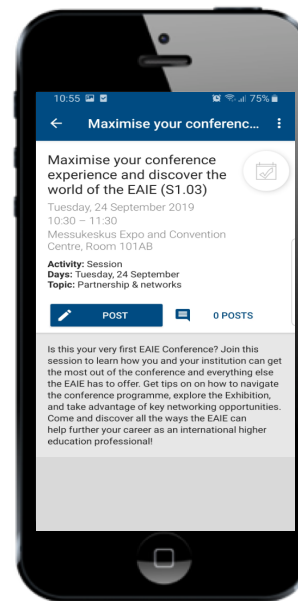 10:55 75%
Maximise your conferenc...
Maximise your conference
experience and discover the
world of the EAIE (S1.03)
Tuesday, 24 September 2019
10:30 – 11:30
Messukeskus Expo and Convention
Centre, Room 101AB
Activity: Session
Days: Tuesday, 24 September
Topic: Partnership & networks
POST 0 POSTS
Is this your very first EAIE Conference? Join this
session to learn how you and your institution can get
the most out of the conference and everything else
the EAIE has to offer. Get tips on on how to navigate
the conference programme, explore the Exhibition,
and take advantage of key networking opportunities.
Come and discover all the ways the EAIE can
help further your career as an international higher
education professional!